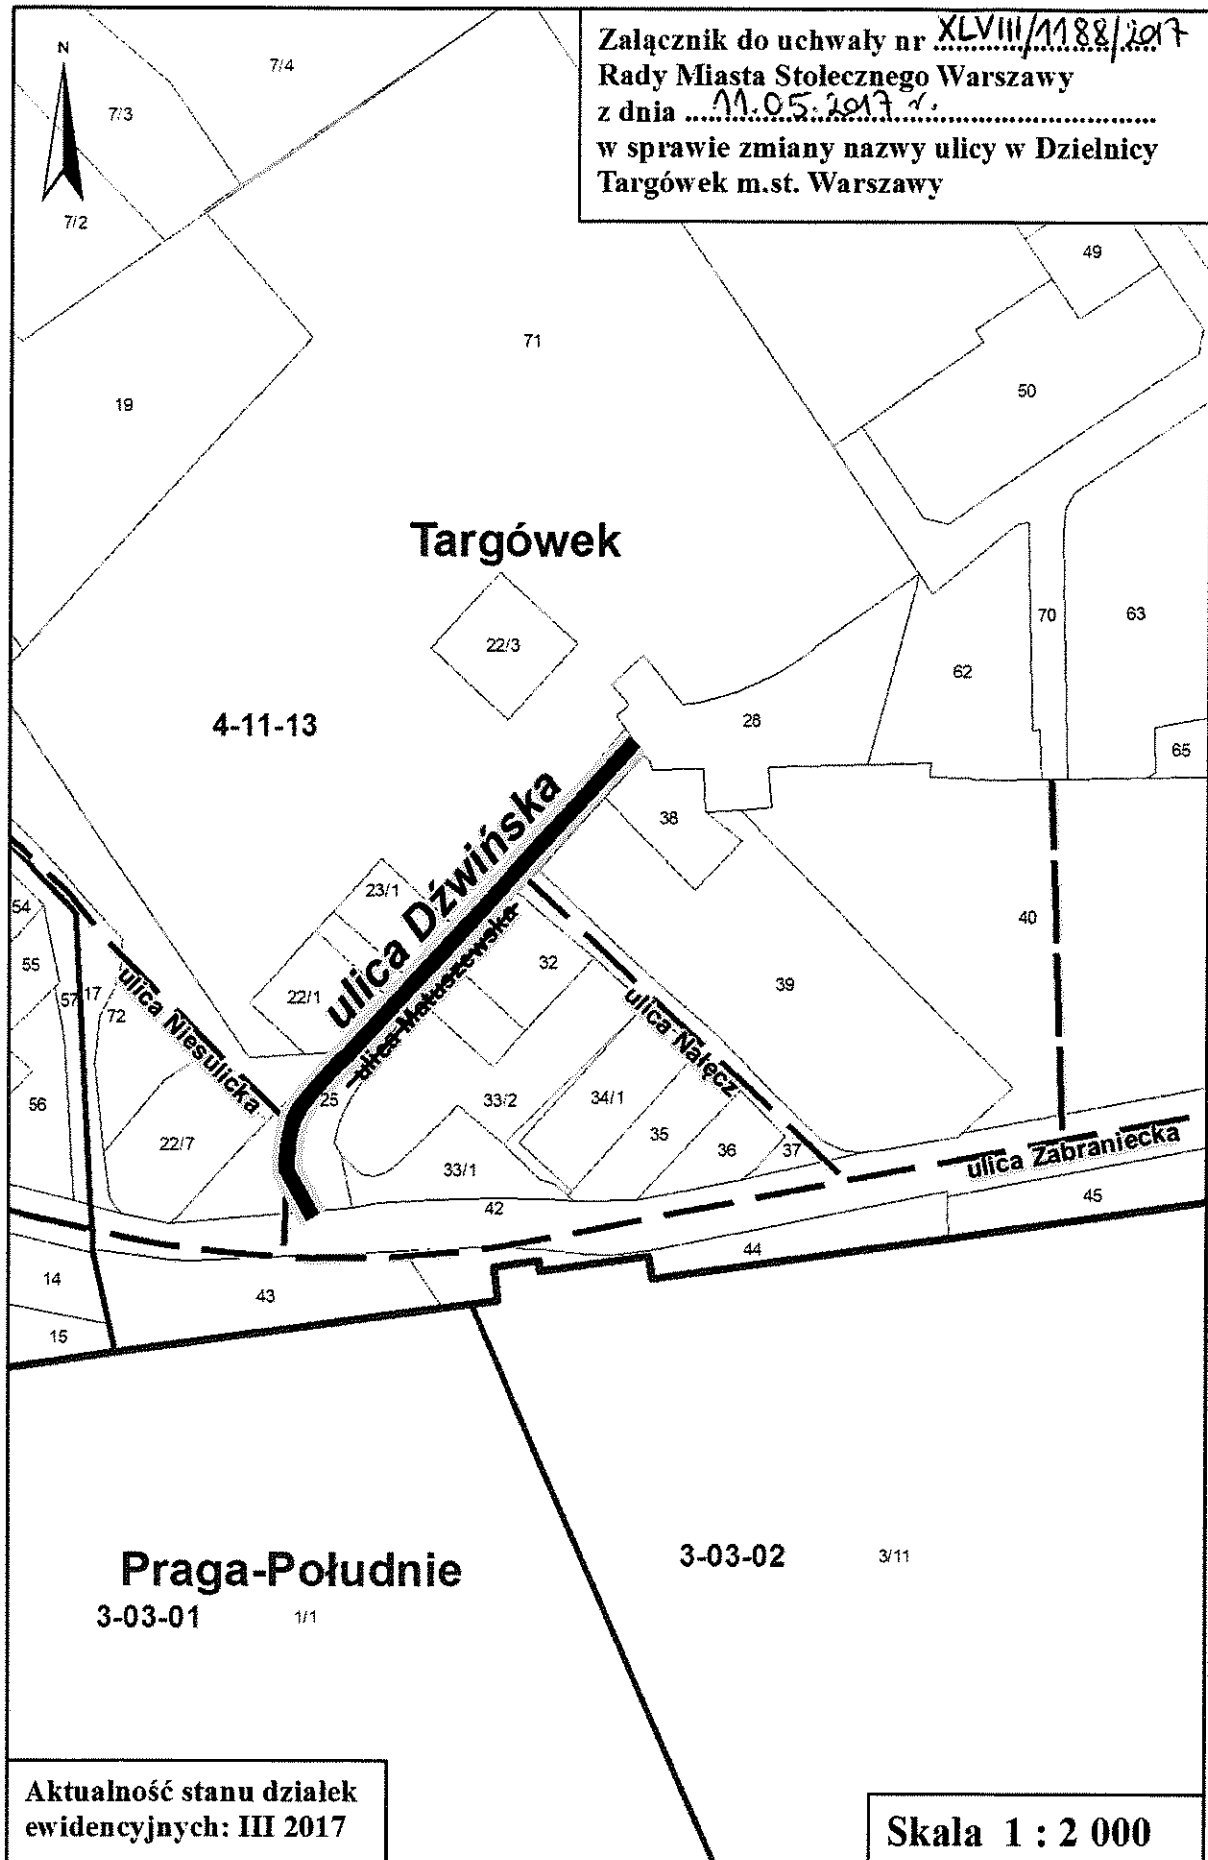 N
Załącznik do uchwały nr XLVIII/1188/2017
Rady Miasta Stołecznego Warszawy
z dnia 11.05.2017 r.
w sprawie zmiany nazwy ulicy w Dzielnicy
Targówek m.st. Warszawy
7/4
7/3
7/2
49
71
19
50
Targówek
22/3
70
63
62
4-11-13
28
65
ulica Dźwińska
38
23/1
54
40
ulica Matuszewska
55
32
39
57
17
22/1
72
ulica Niesulicka
ulica Nałęcz
56
25
33/2
34/1
22/7
35
36
37
33/1
ulica Zabraniecka
45
42
44
14
43
15
Praga-Południe
3-03-02
3/11
3-03-01
1/1
Aktualność stanu działek
ewidencyjnych: III 2017
Skala 1 : 2 000